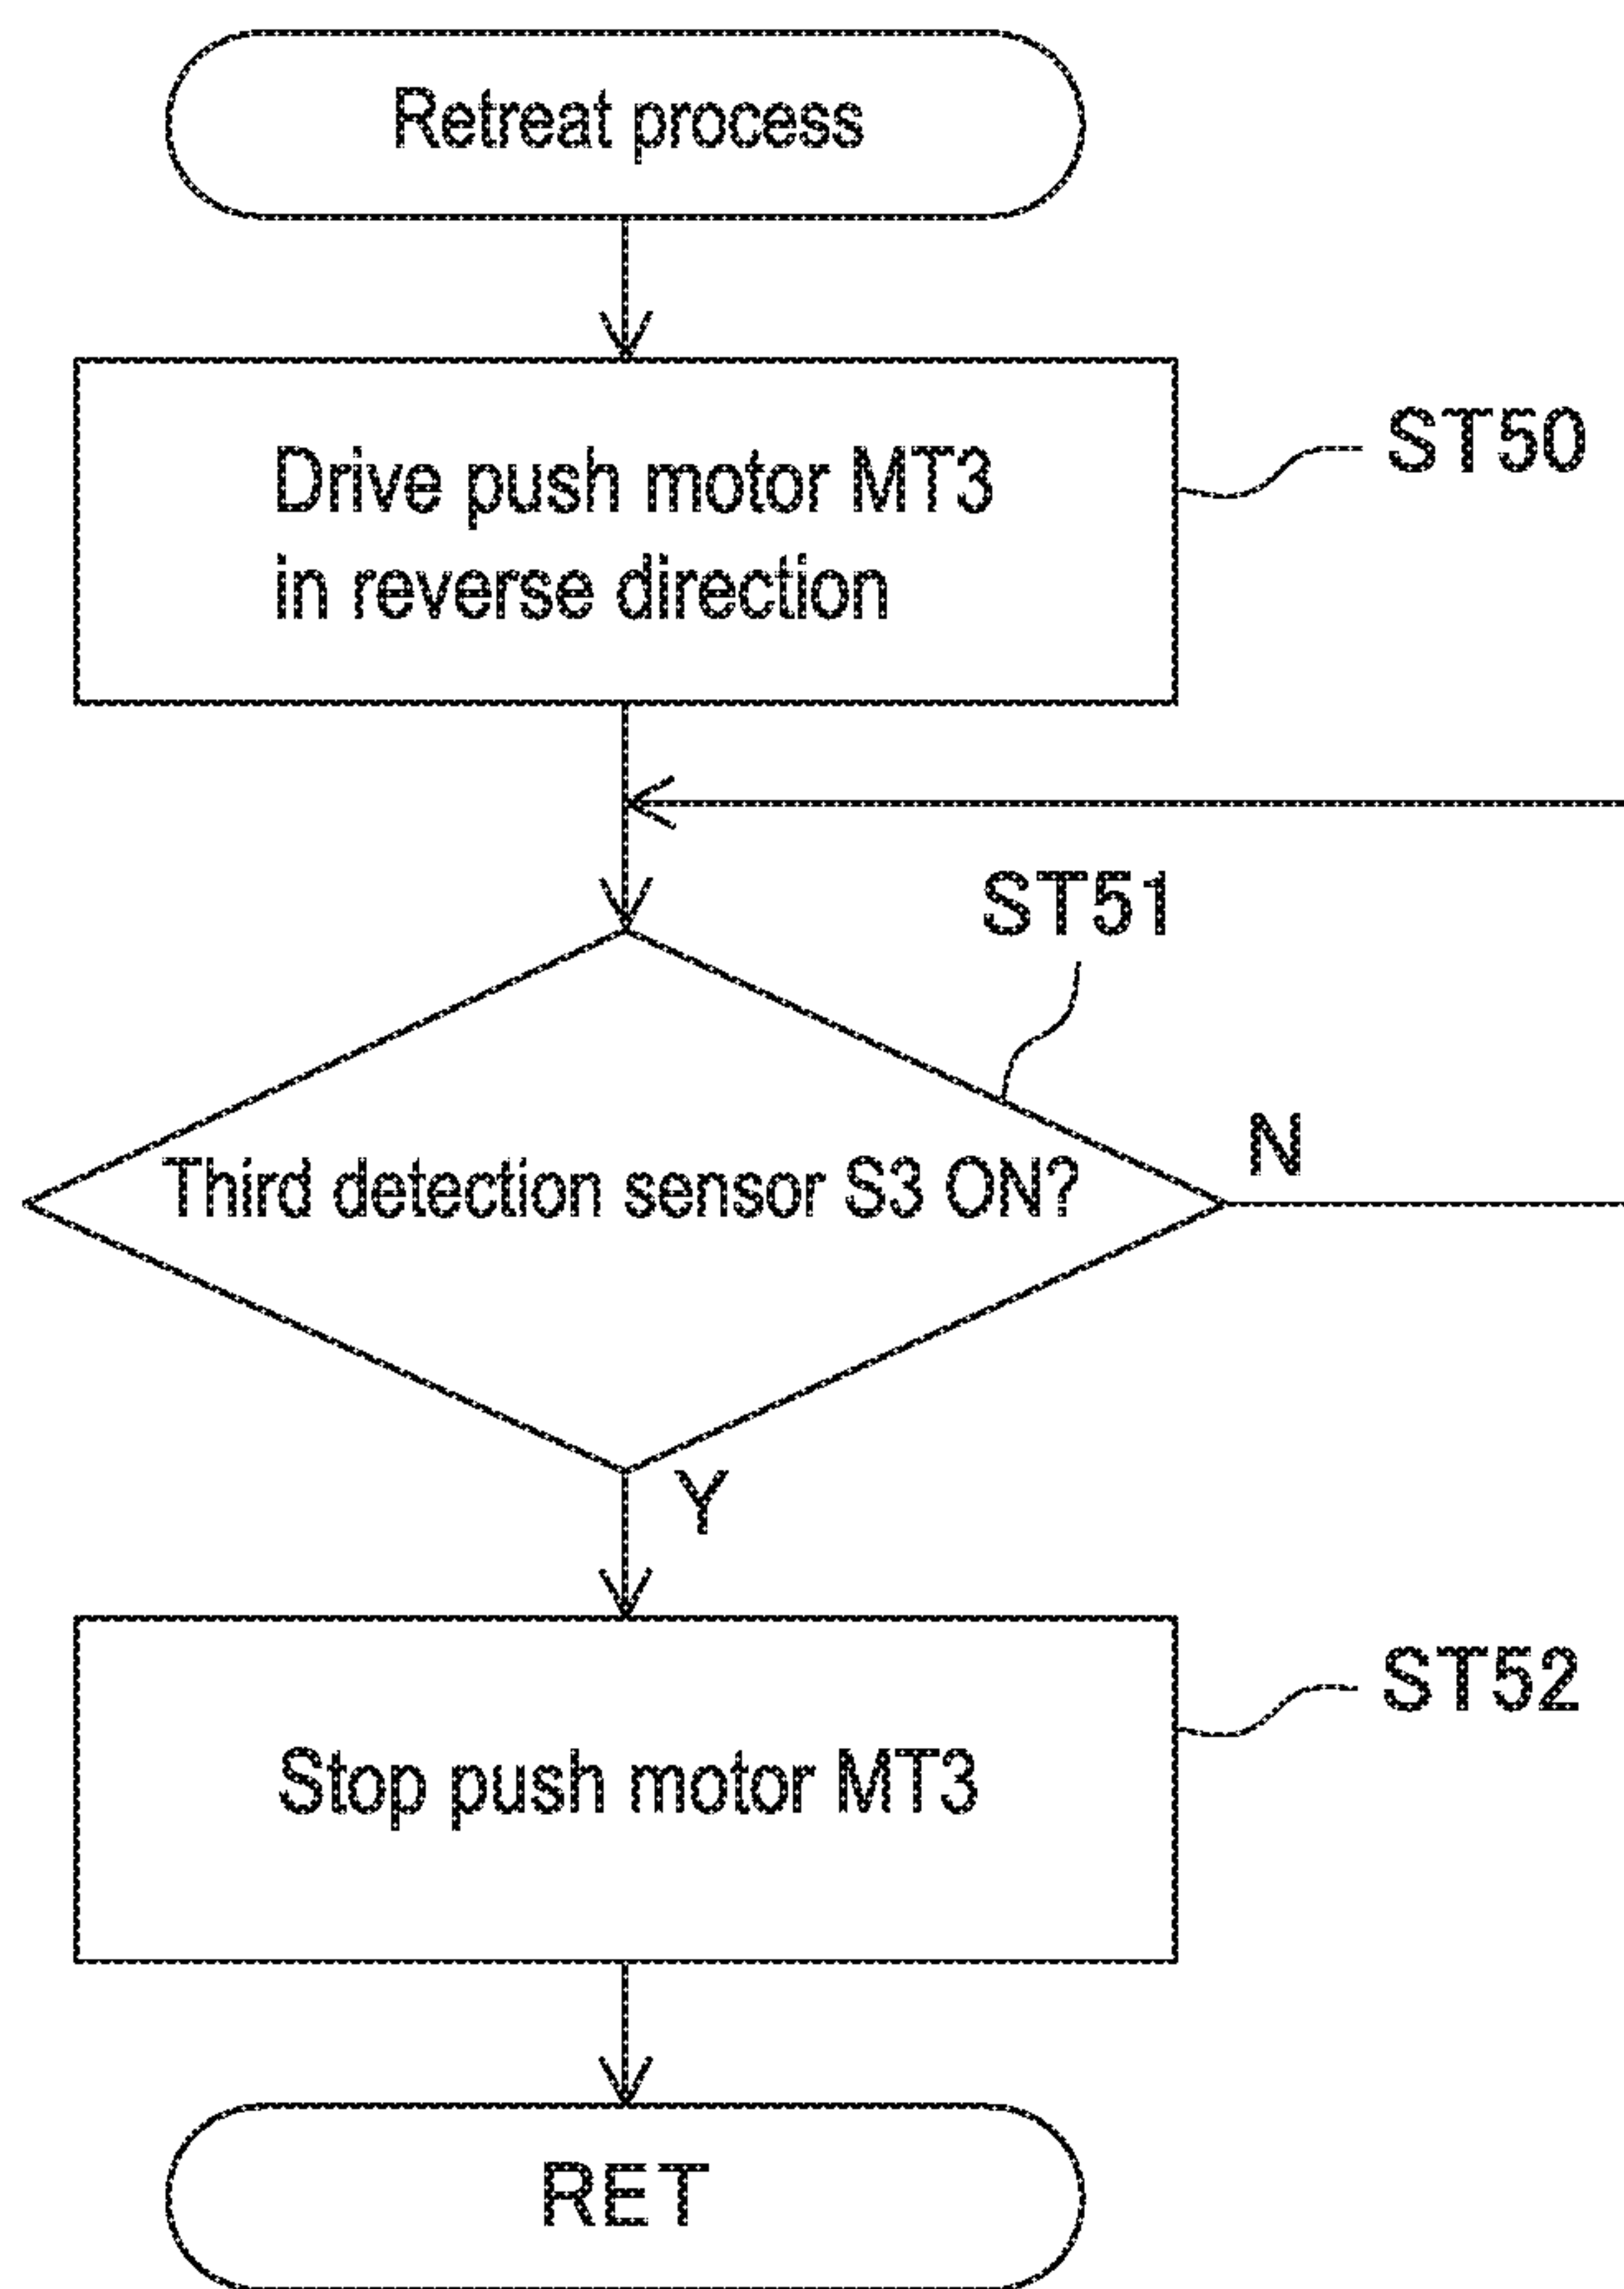 Retreat process
Drive push motor MT3
in reverse direction
ST50
ST51
Third detection sensor S3 ON?
N
Y
Stop push motor MT3
ST52
RET